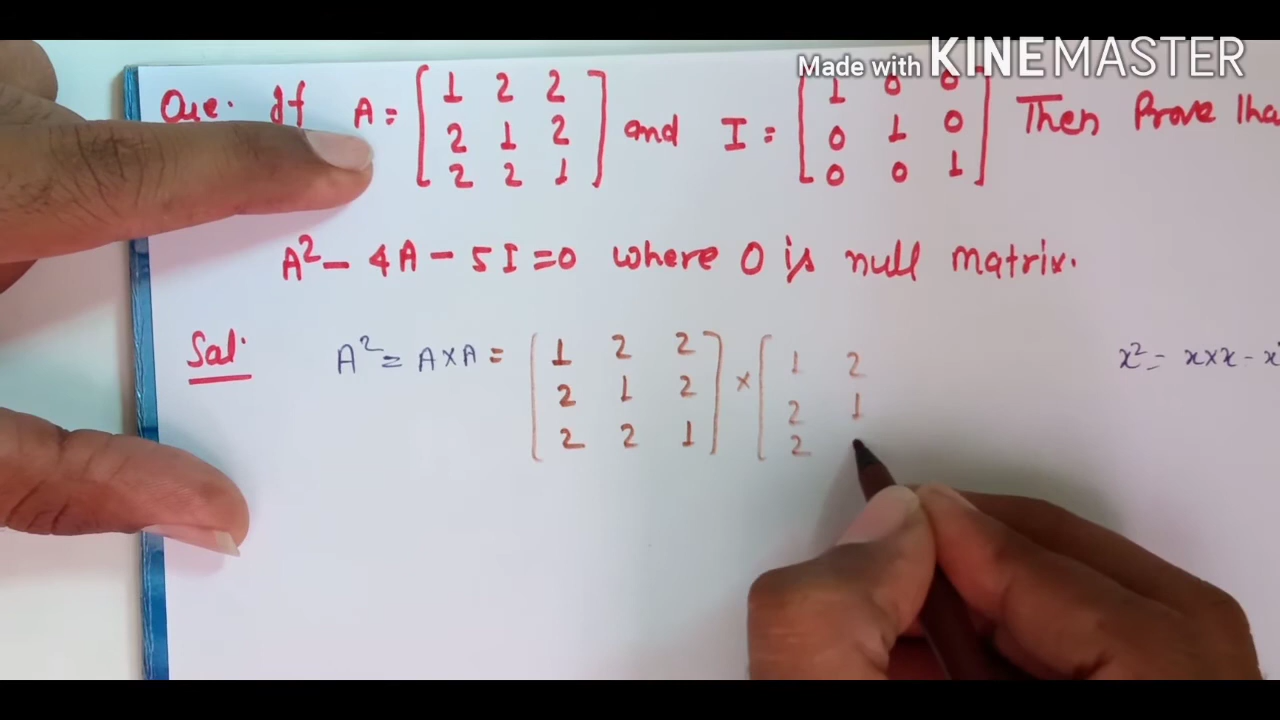 Made with KINEMASTER
Que. If A = [1 2 2
2 1 2
2 2 1] and I = [1 0 0
0 1 0
0 0 1] Then Prove tha
A² - 4A - 5I = 0 where 0 is null matrix.
Sol. A² = A×A = [1 2 2
2 1 2
2 2 1] × [1 2
2 1
2
x² = x×x - x